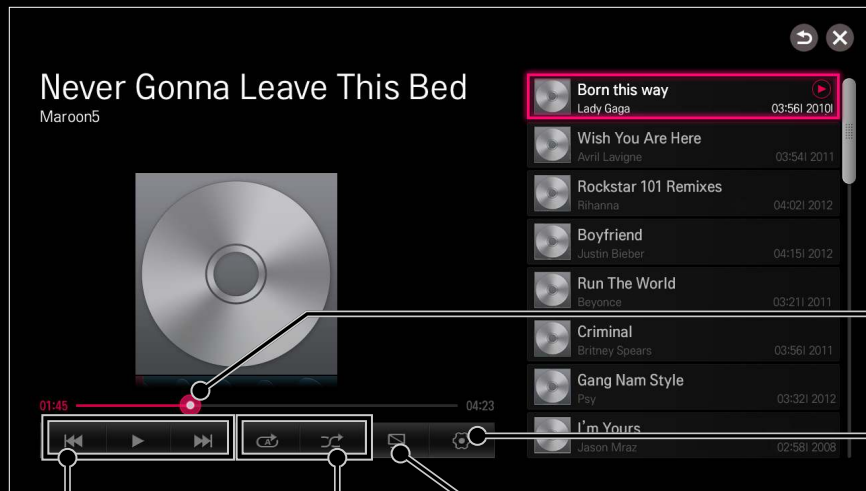 Never Gonna Leave This Bed
Maroon5
01:45
04:23
A
Born this way
Lady Gaga 03:56| 2010|
Wish You Are Here
Avril Lavigne 03:54| 2011
Rockstar 101 Remixes
Rihanna 04:02| 2012
Boyfriend
Justin Bieber 04:15| 2012
Run The World
Beyonce 03:21| 2011
Criminal
Britney Spears 03:56| 2011
Gang Nam Style
Psy 03:32| 2012
I'm Yours
Jason Mraz 02:58| 2008